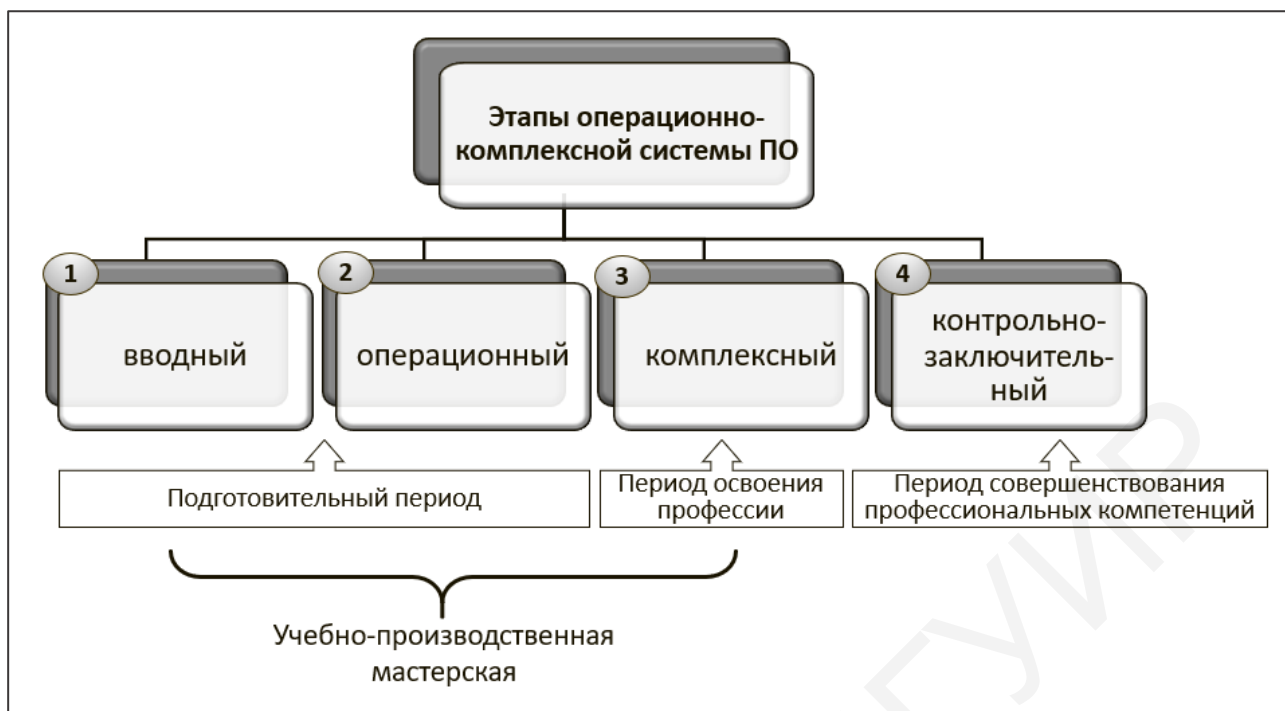 Этапы операционно-
комплексной системы ПО
1
вводный
2
операционный
3
комплексный
4
контрольно-
заключитель-
ный
Подготовительный период
Период освоения
профессии
Период совершенствования
профессиональных компетенций
Учебно-производственная
мастерская
ГУИР